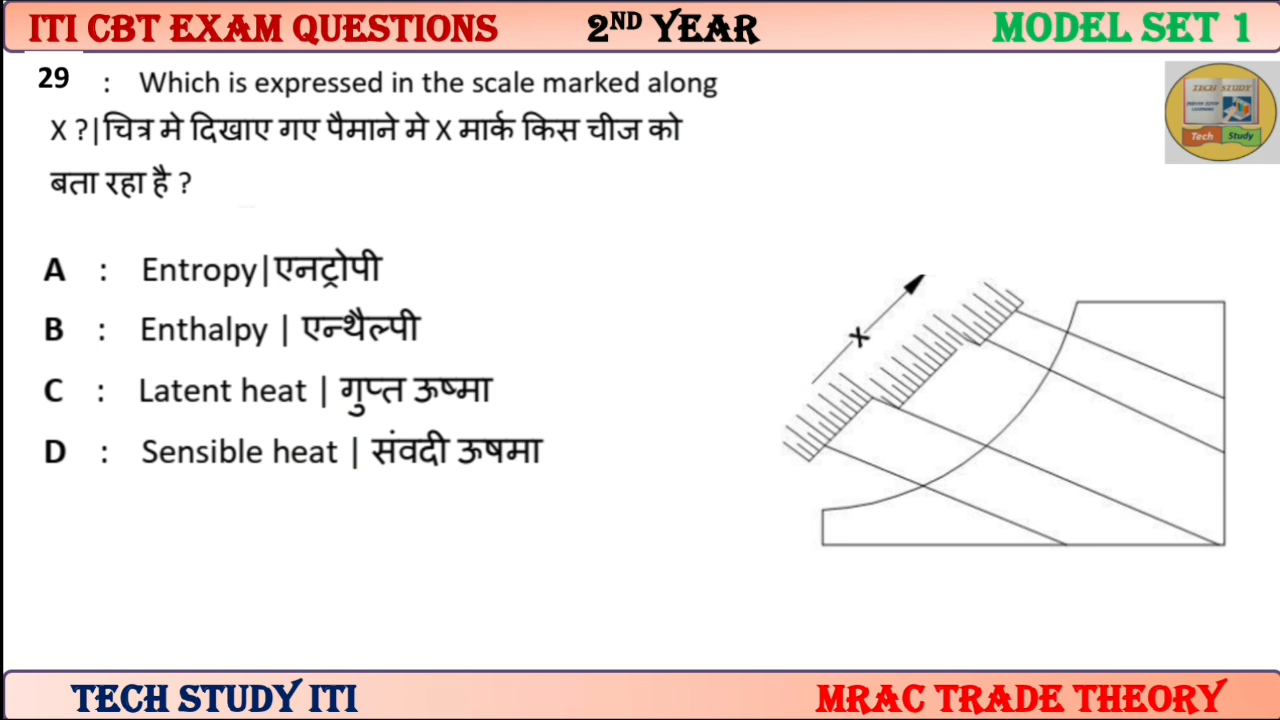 ITI CBT EXAM QUESTIONS 2ND YEAR MODEL SET 1
29 : Which is expressed in the scale marked along
X ?|चित्र मे दिखाए गए पैमाने मे X मार्क किस चीज को
बता रहा है ?
A : Entropy|एनट्रोपी
B : Enthalpy | एन्थैल्पी
C : Latent heat | गुप्त ऊष्मा
D : Sensible heat | संवदी ऊषमा
X
TECH STUDY
Tech Study
TECH STUDY ITI MRAC TRADE THEORY